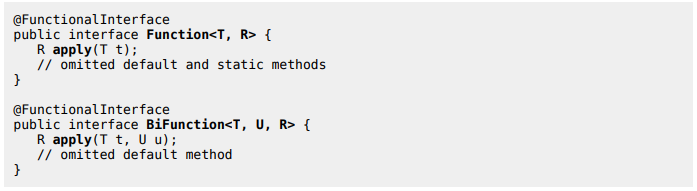 @FunctionalInterface
public interface Function<T, R> {
   R apply(T t);
   // omitted default and static methods
}

@FunctionalInterface
public interface BiFunction<T, U, R> {
   R apply(T t, U u);
   // omitted default method
}